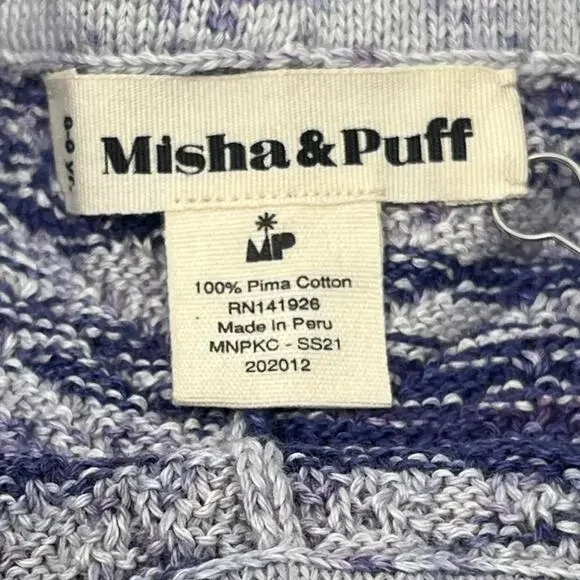 Misha & Puff
MP
100% Pima Cotton
RN141926
Made In Peru
MNPKC - SS21
202012